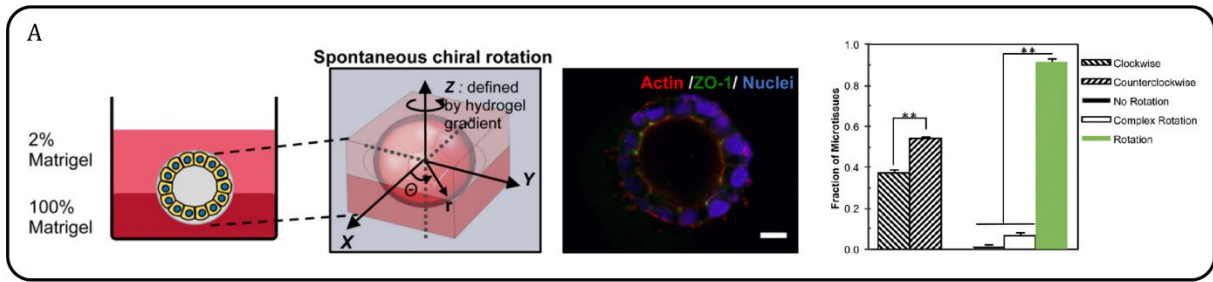 A
2%
Matrigel
100%
Matrigel
Spontaneous chiral rotation
Z : defined
by hydrogel
gradient
Θ
r
Y
X
Actin /ZO-1/ Nuclei
Fraction of Microtissues
1.0
0.8
0.6
0.4
0.2
0.0
**
**
Clockwise
Counterclockwise
No Rotation
Complex Rotation
Rotation